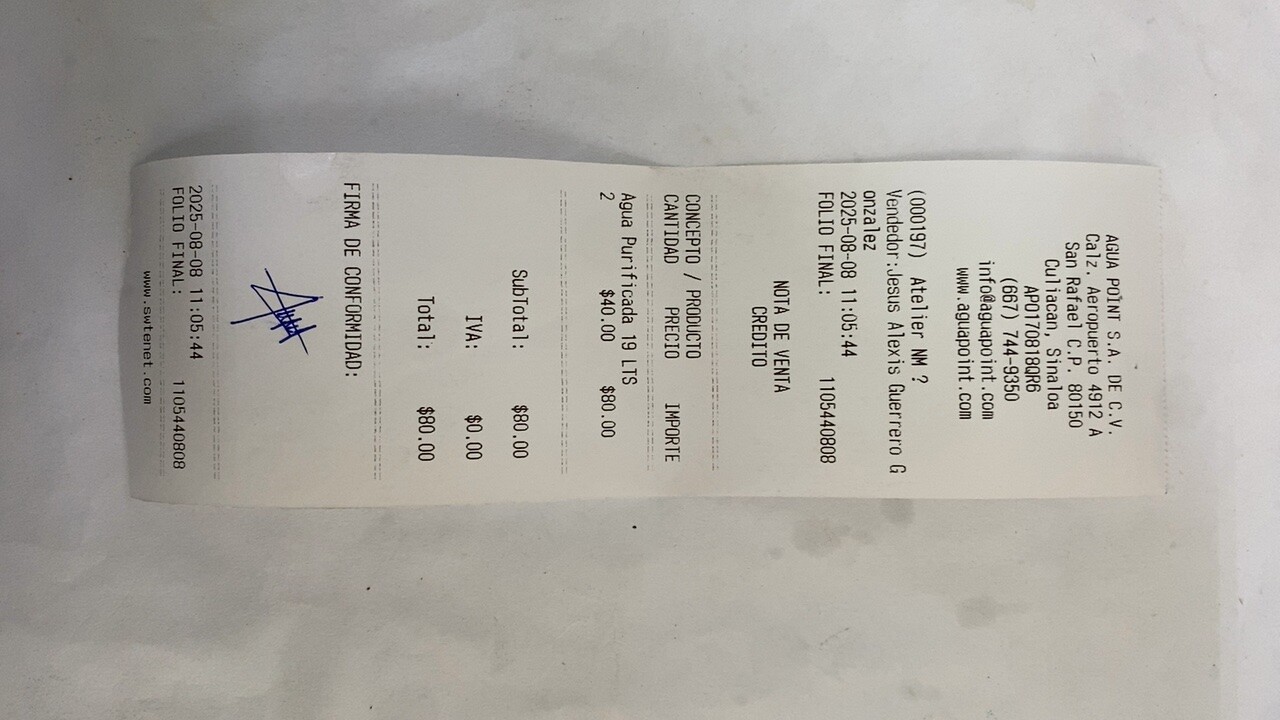 AGUA POINT S.A. DE C.V.
Calz. Aeropuerto 4912 A
San Rafael C.P. 80150
Culiacan, Sinaloa
APO170818QR6
(667) 744-9350
info@aguapoint.com
www.aguapoint.com
(000197) Atelier NM ?
Vendedor:Jesus Alexis Guerrero G
onzalez
2025-08-08 11:05:44
FOLIO FINAL: 1105440808
NOTA DE VENTA
CREDITO
CONCEPTO / PRODUCTO
CANTIDAD PRECIO IMPORTE
Agua Purificada 19 LTS
2 $40.00 $80.00
SubTotal: $80.00
IVA: $0.00
Total: $80.00
FIRMA DE CONFORMIDAD:
2025-08-08 11:05:44
FOLIO FINAL: 1105440808
www.swtenet.com